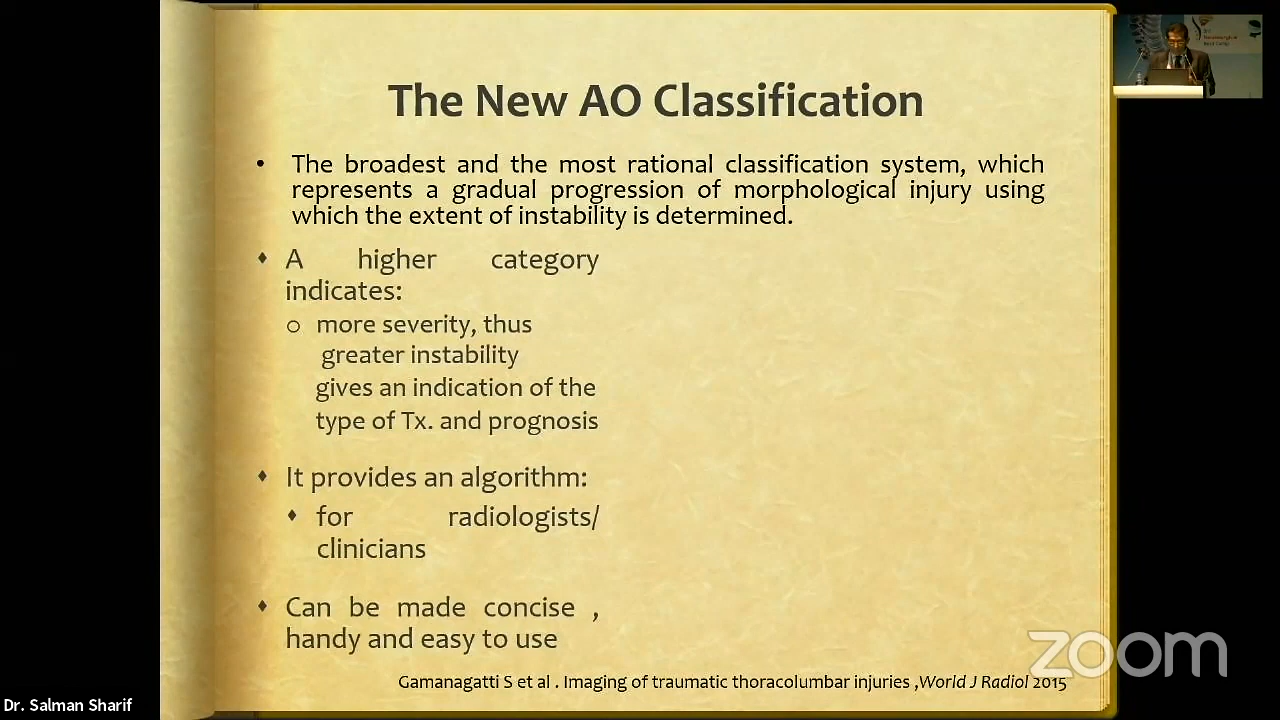 The New AO Classification
• The broadest and the most rational classification system, which
represents a gradual progression of morphological injury using
which the extent of instability is determined.
♦ A higher category
indicates:
o more severity, thus
greater instability
gives an indication of the
type of Tx. and prognosis
♦ It provides an algorithm:
♦ for radiologists/
clinicians
♦ Can be made concise ,
handy and easy to use
Gamanagatti S et al . Imaging of traumatic thoracolumbar injuries ,World J Radiol 2015
zoom
Dr. Salman Sharif